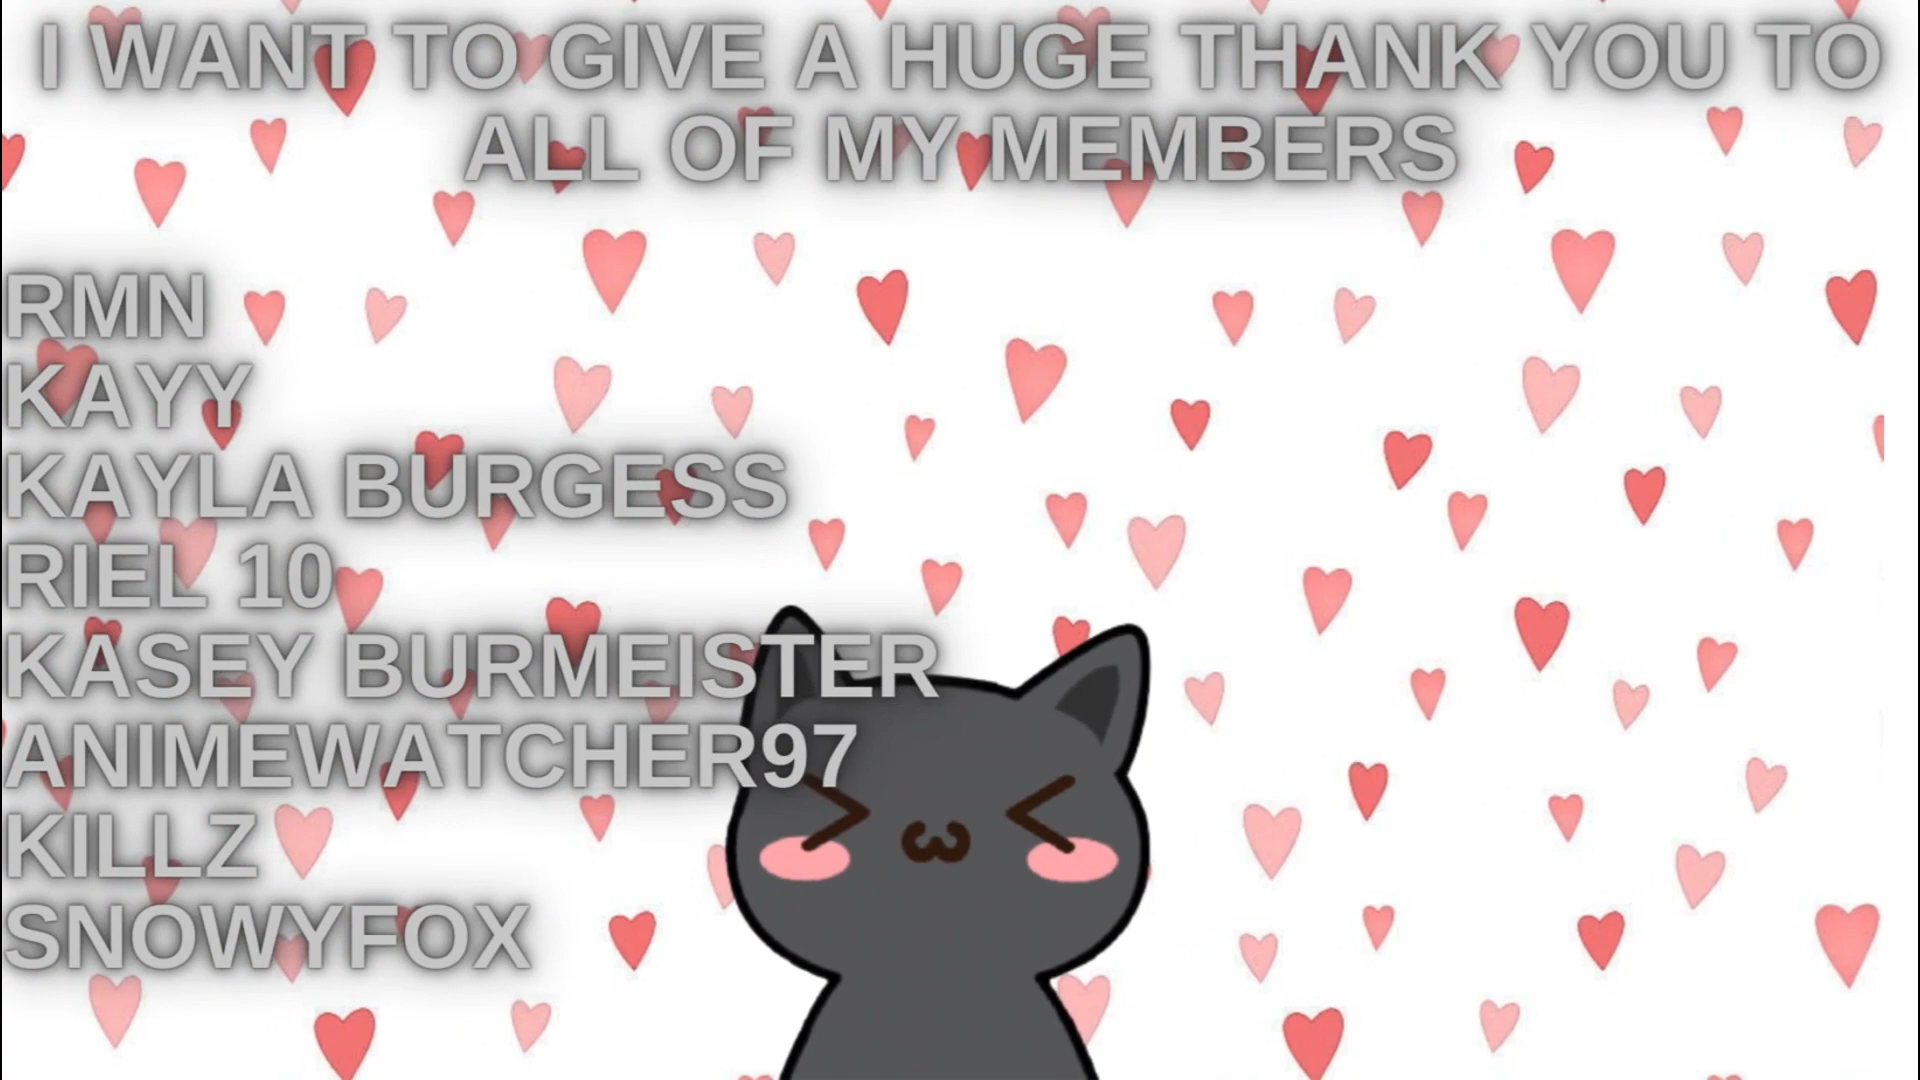 I WANT TO GIVE A HUGE THANK YOU TO
ALL OF MY MEMBERS
RMN
KAYY
KAYLA BURGESS
RIEL 10
KASEY BURMEISTER
ANIMEWATCHER97
KILLZ
SNOWYFOX